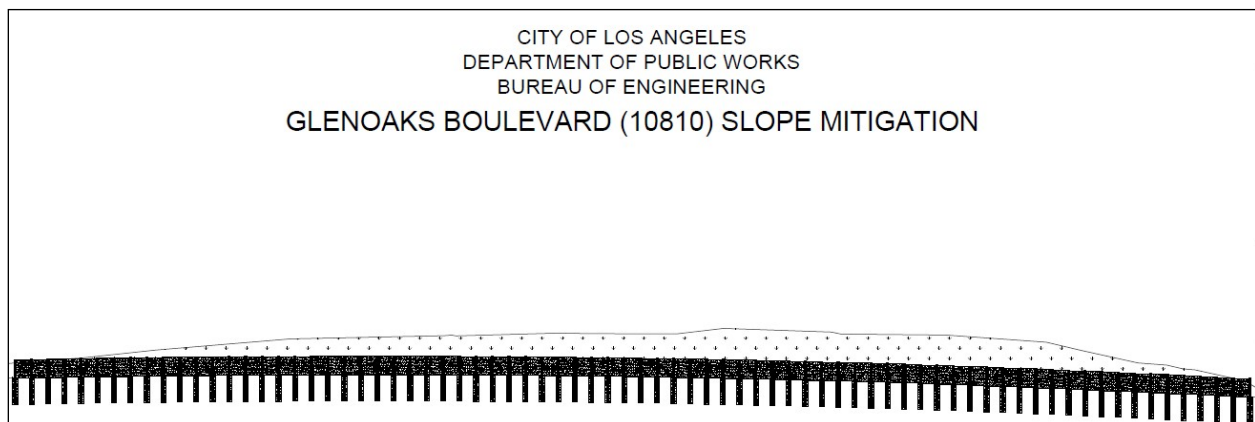 CITY OF LOS ANGELES
DEPARTMENT OF PUBLIC WORKS
BUREAU OF ENGINEERING
GLENOAKS BOULEVARD (10810) SLOPE MITIGATION